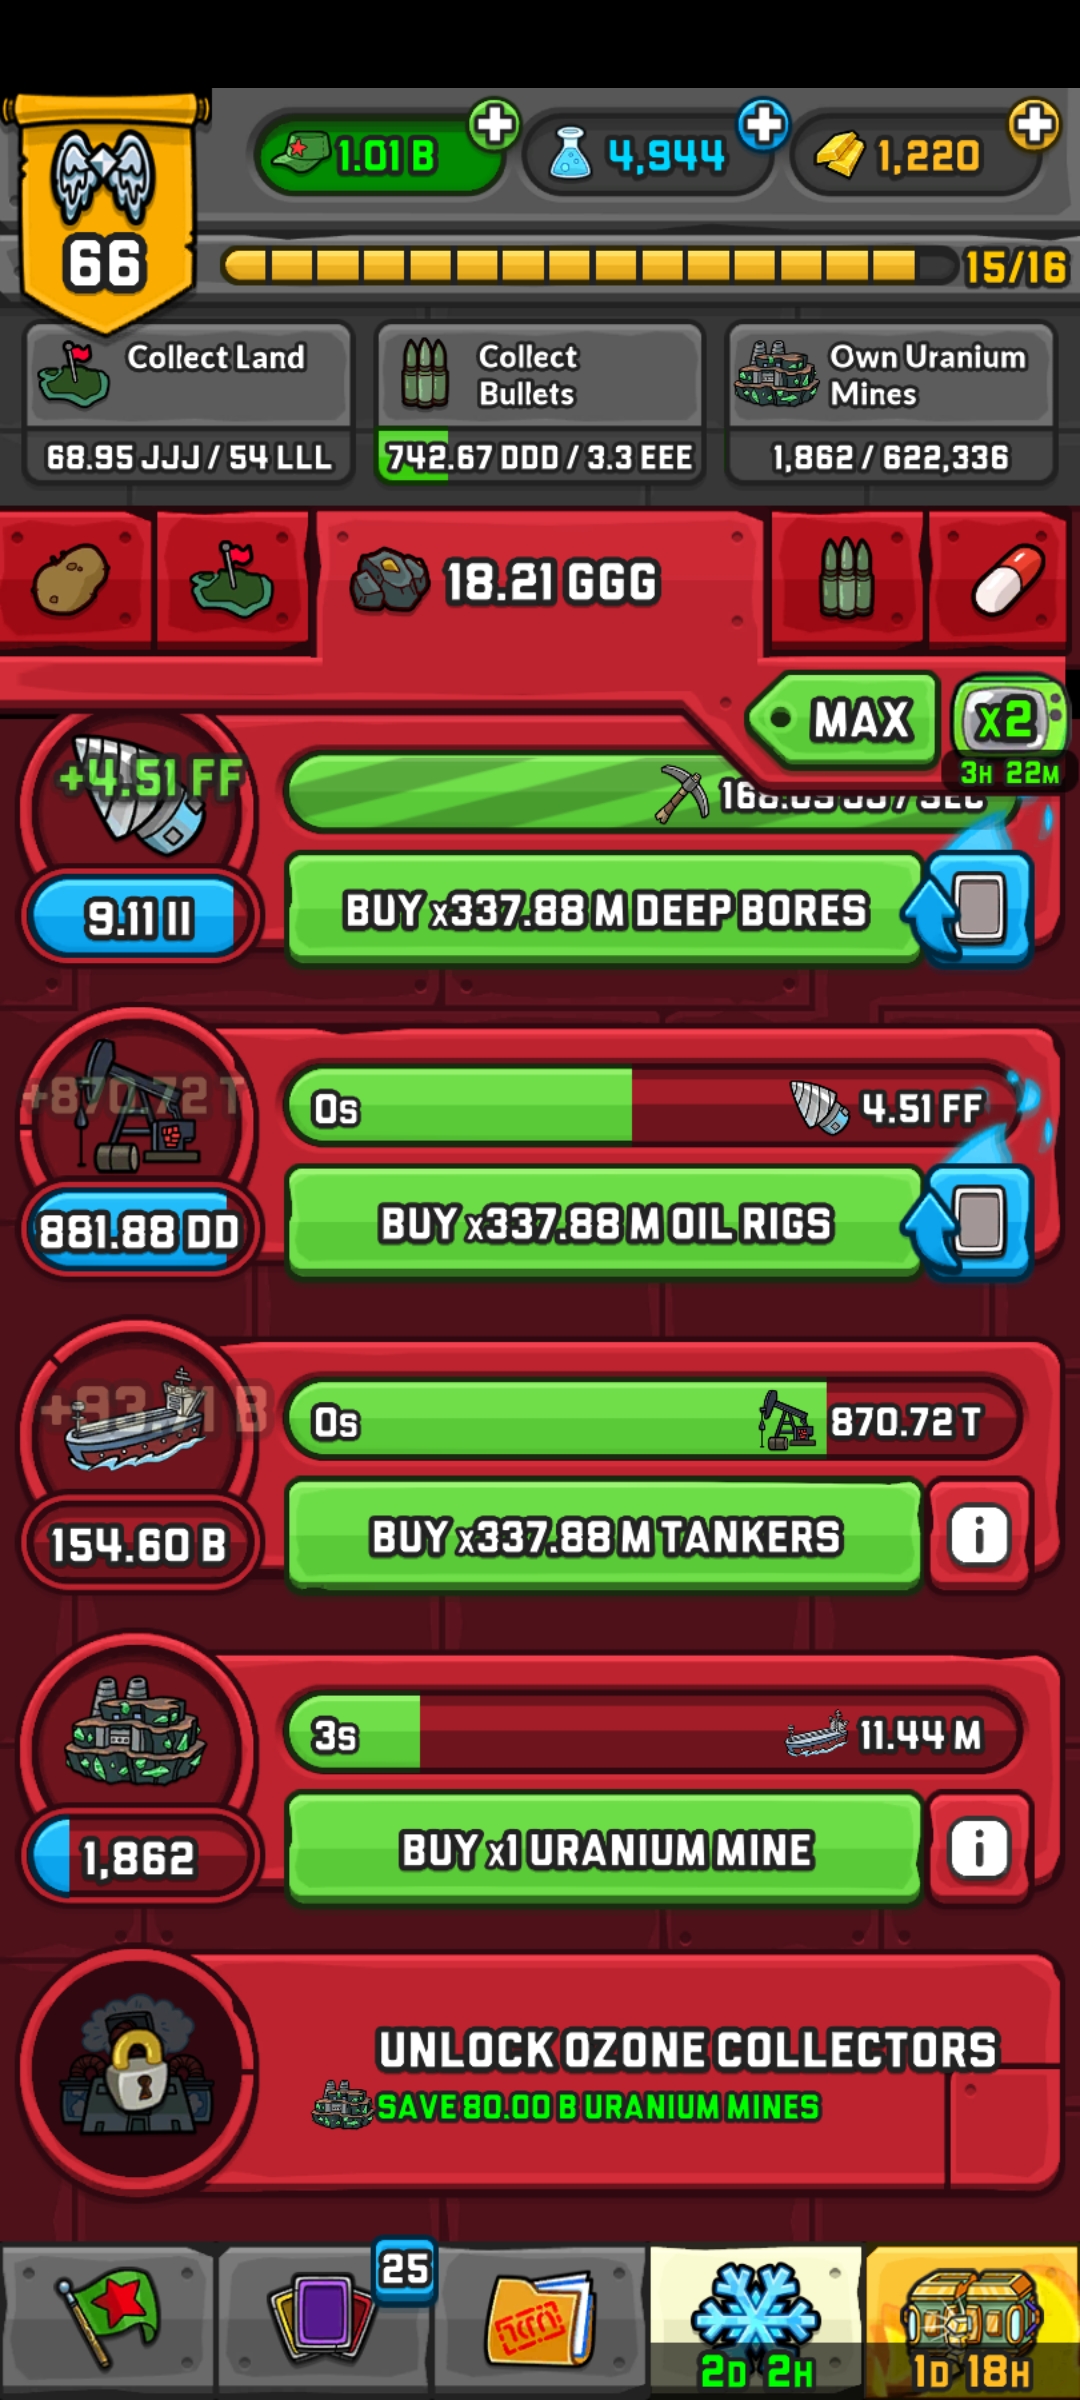 66
1.01 B
4,944
1,220
15/16
Collect Land
68.95 JJJ / 54 LLL
Collect
Bullets
742.67 DDD / 3.3 EEE
Own Uranium
Mines
1,862 / 622,336
18.21 GGG
MAX
x2
3H 22M
+4.51 FF
9.11 II
BUY x337.88 M DEEP BORES
+870.72 T
0s
4.51 FF
881.88 DD
BUY x337.88 M OIL RIGS
0s
870.72 T
154.60 B
BUY x337.88 M TANKERS
3s
11.44 M
1,862
BUY x1 URANIUM MINE
UNLOCK OZONE COLLECTORS
SAVE 80.00 B URANIUM MINES
25
2D 2H
1D 18H